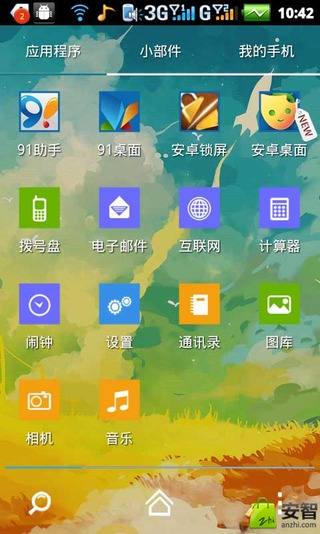 2
3G
G
10:42
应用程序 小部件 我的手机
91 91
NEW
91助手 91桌面 安卓锁屏 安卓桌面
拨号盘 电子邮件 互联网 计算器
闹钟 设置 通讯录 图库
相机 音乐
zhi 安智
anzhi.com